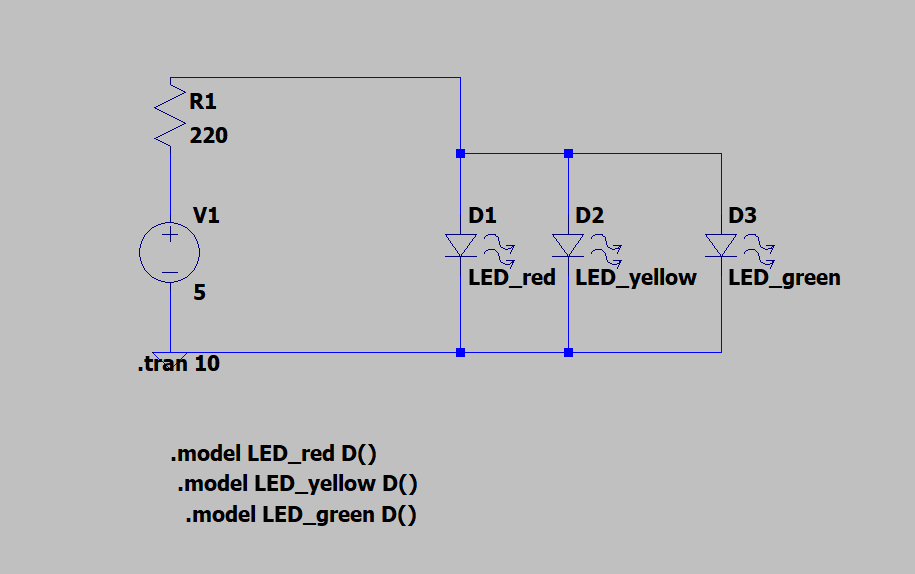 R1
220
V1
5
D1
LED_red
D2
LED_yellow
D3
LED_green
.tran 10
.model LED_red D()
.model LED_yellow D()
.model LED_green D()